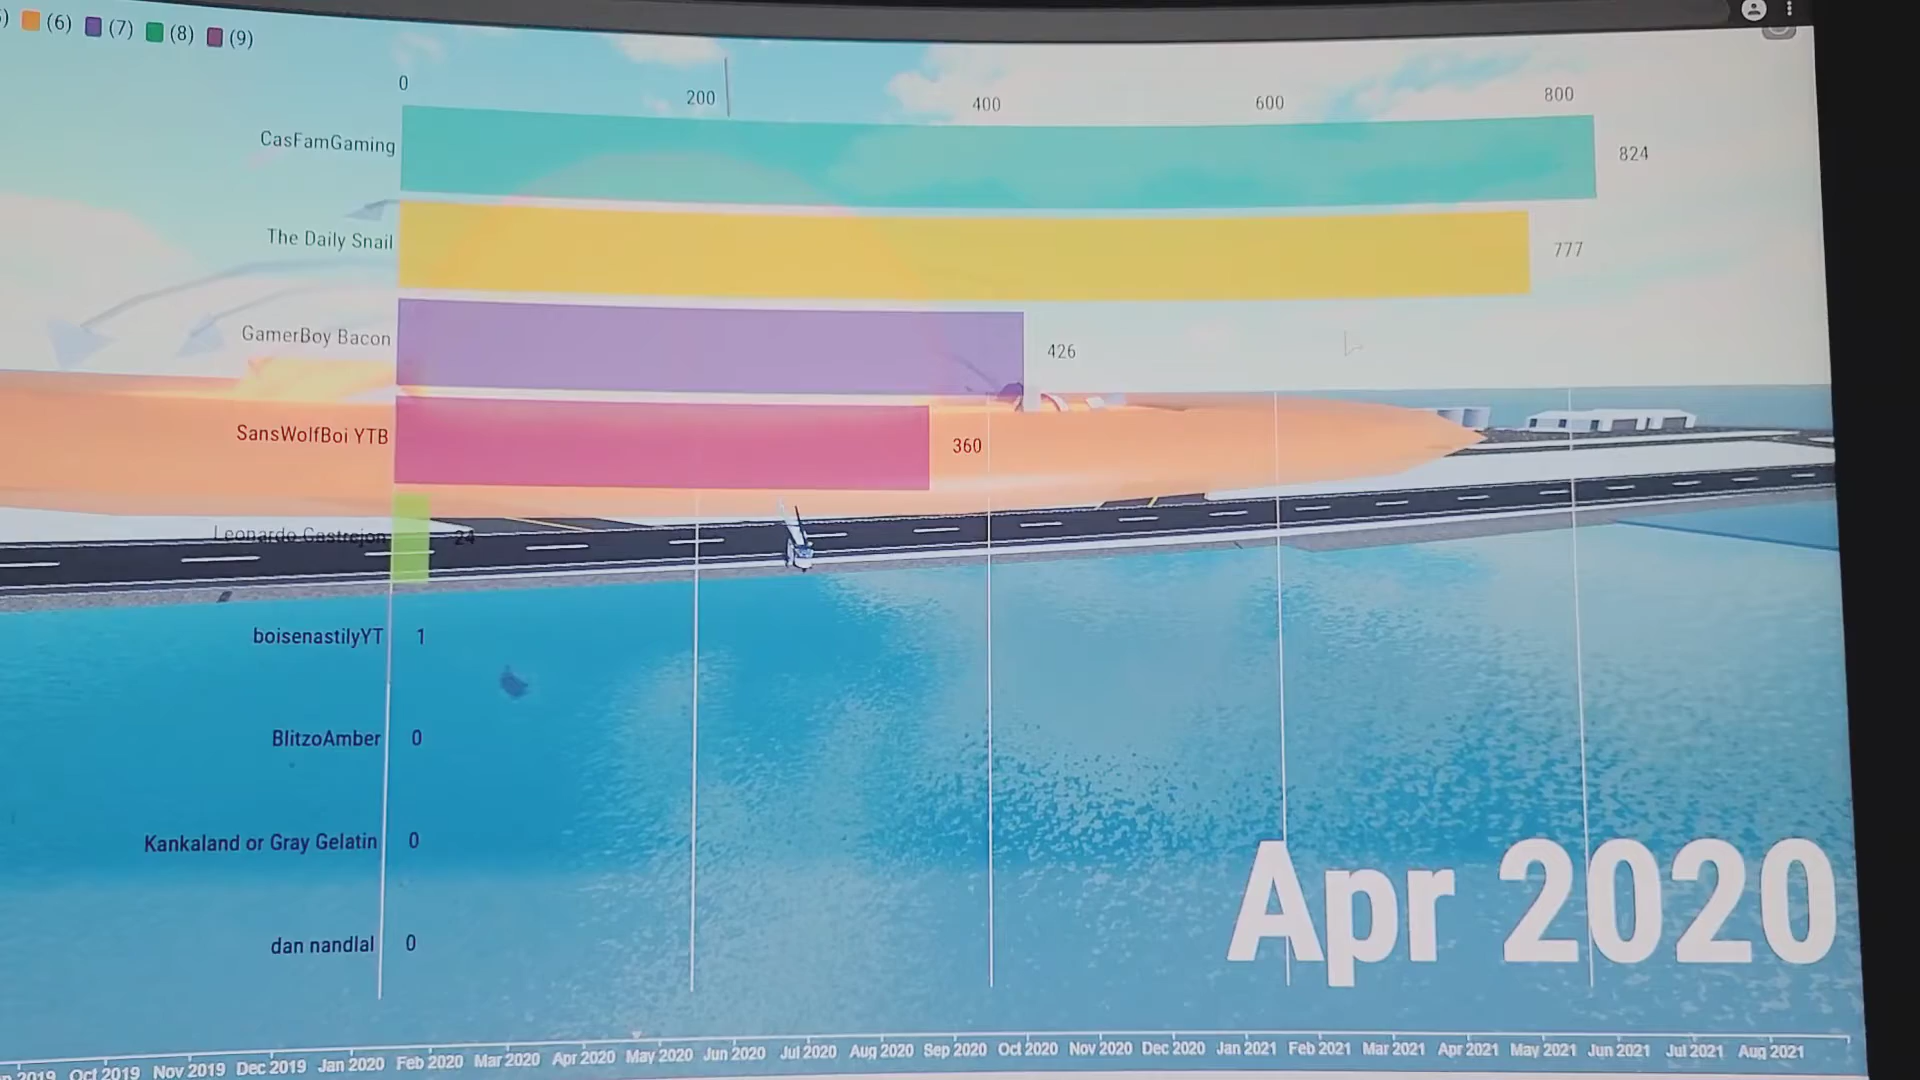 (6) (7) (8) (9)
0 200 400 600 800
CasFamGaming 824
The Daily Snail 777
GamerBoy Bacon 426
SansWolfBoi YTB 360
Leonardo Castrejon 24
boisenastilyYT 1
BlitzoAmber 0
Kankaland or Gray Gelatin 0
dan nandlal 0
Apr 2020
2019 Oct 2019 Nov 2019 Dec 2019 Jan 2020 Feb 2020 Mar 2020 Apr 2020 May 2020 Jun 2020 Jul 2020 Aug 2020 Sep 2020 Oct 2020 Nov 2020 Dec 2020 Jan 2021 Feb 2021 Mar 2021 Apr 2021 May 2021 Jun 2021 Jul 2021 Aug 2021